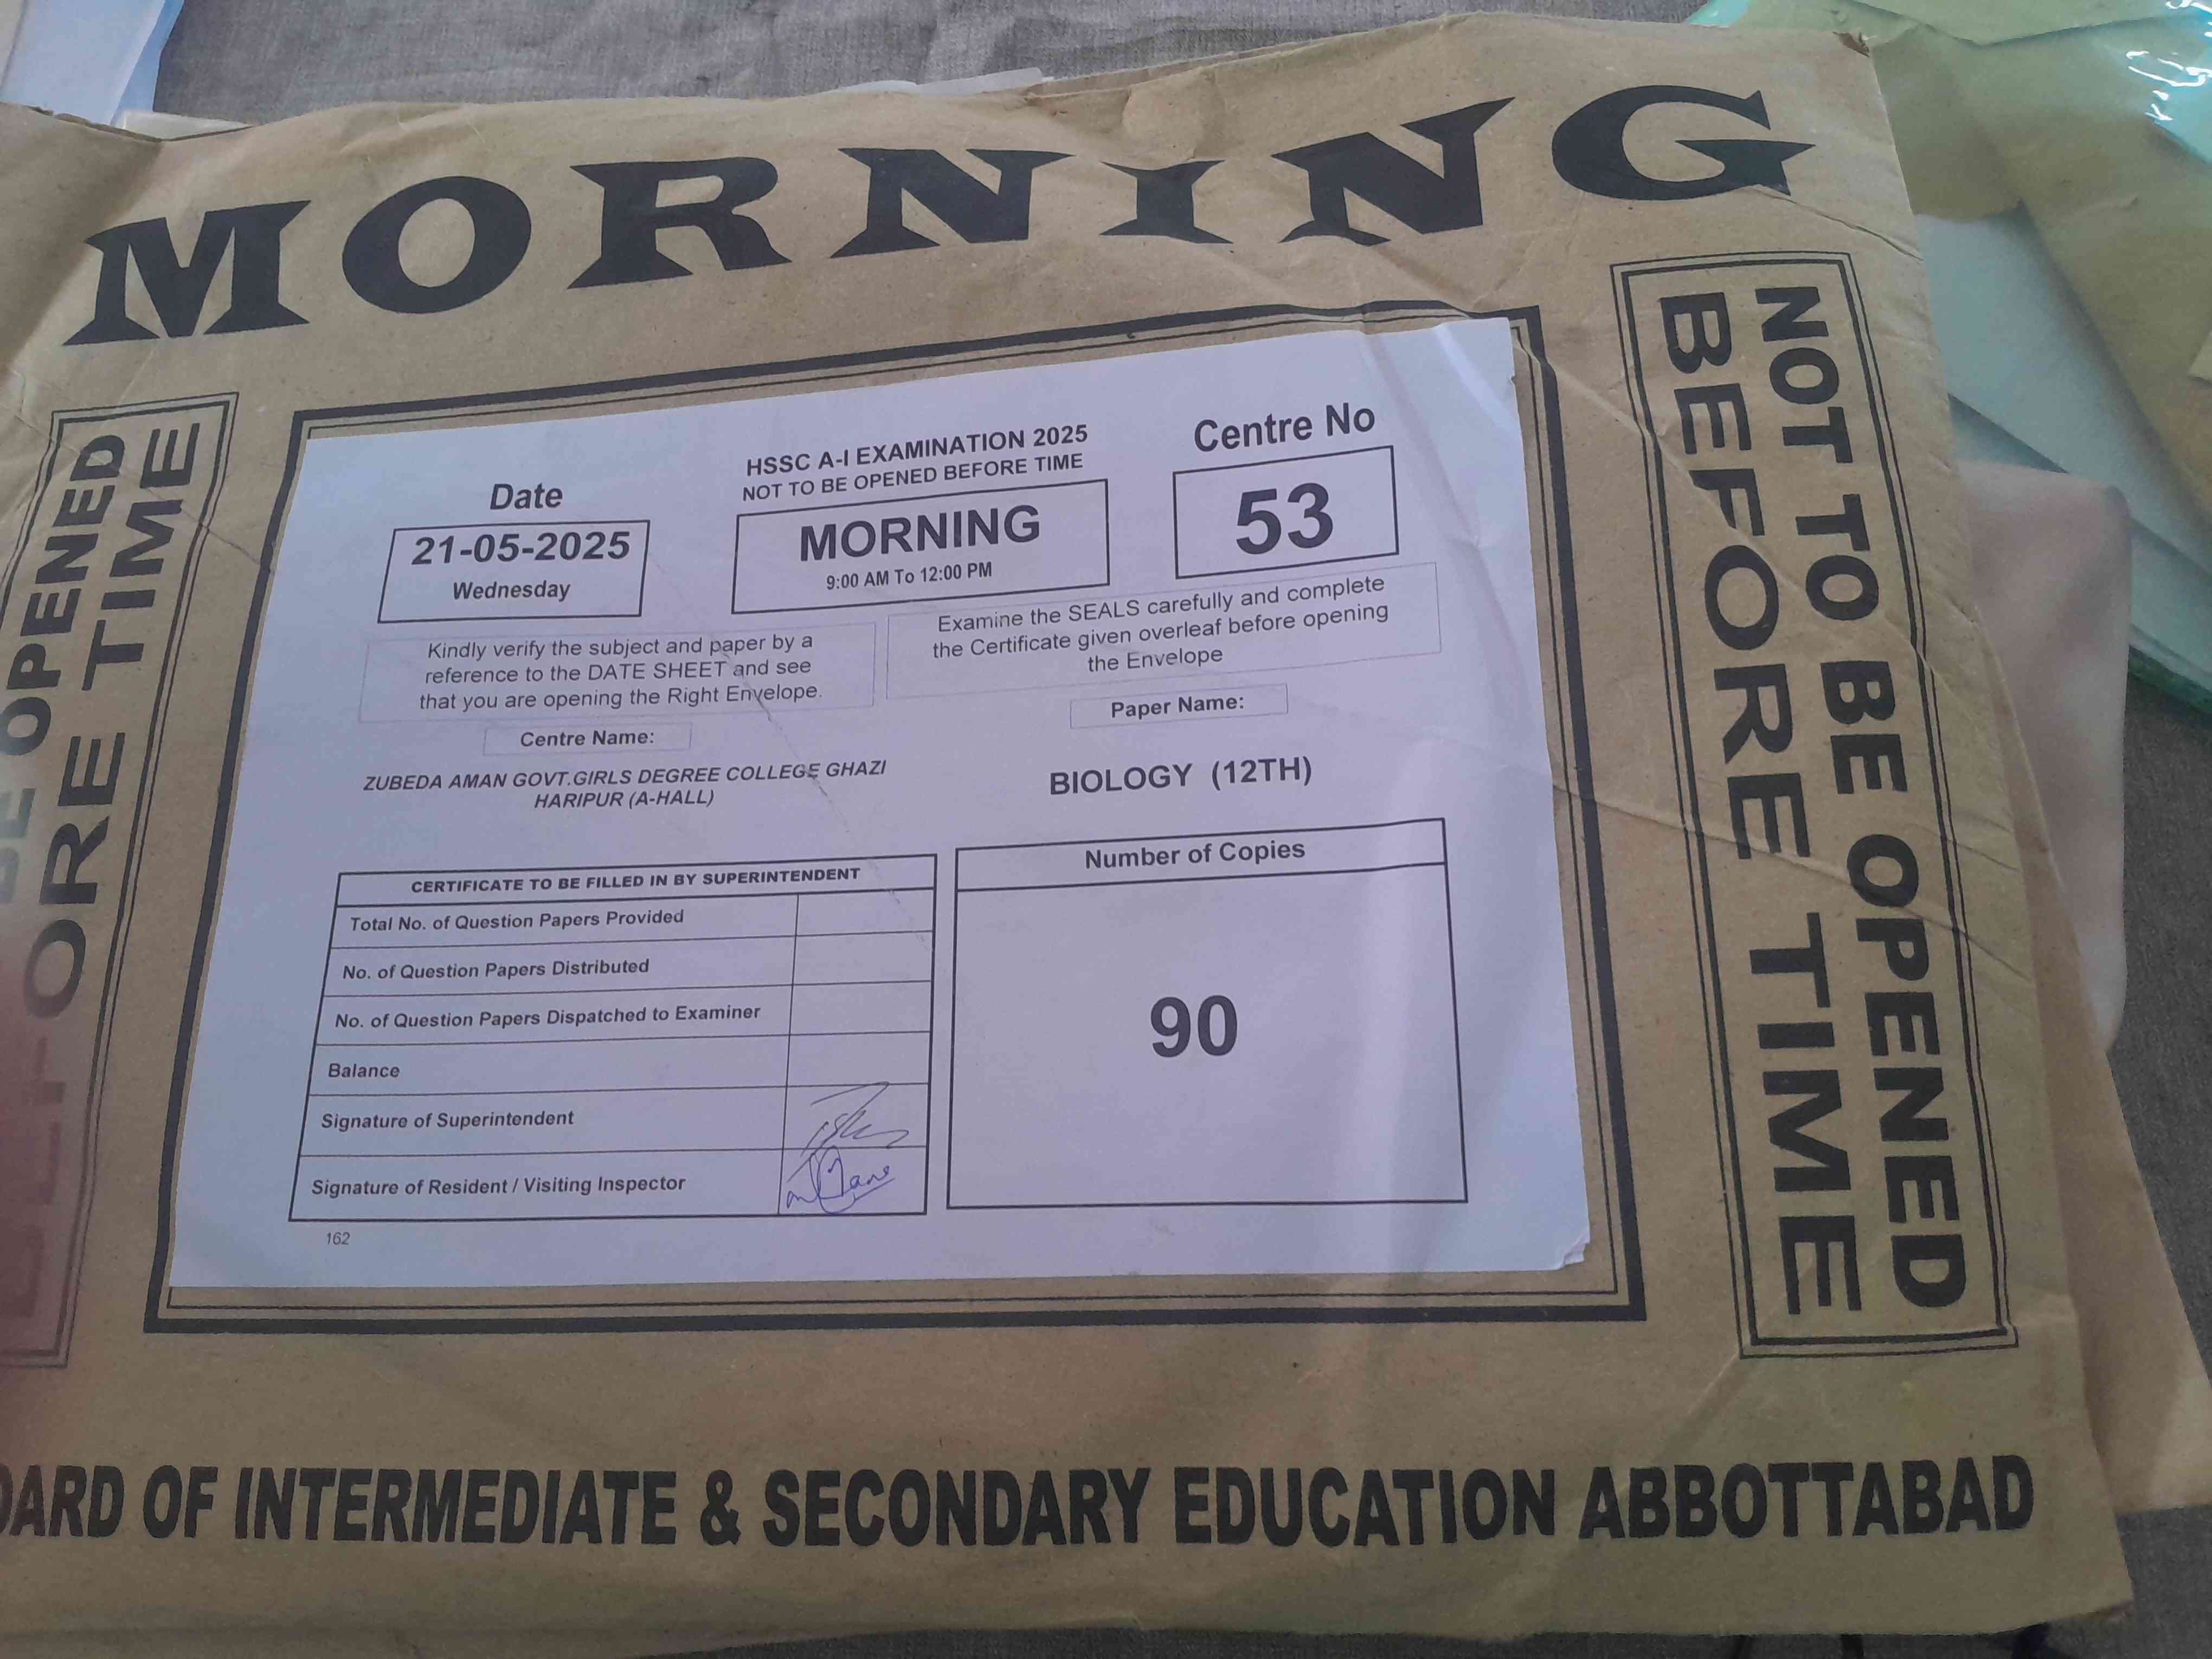 MORNING
BE OPENED
BEFORE TIME
NOT TO BE OPENED
BEFORE TIME
Date
21-05-2025
Wednesday
HSSC A-I EXAMINATION 2025
NOT TO BE OPENED BEFORE TIME
MORNING
9:00 AM To 12:00 PM
Centre No
53
Kindly verify the subject and paper by a
reference to the DATE SHEET and see
that you are opening the Right Envelope.
Examine the SEALS carefully and complete
the Certificate given overleaf before opening
the Envelope
Centre Name:
ZUBEDA AMAN GOVT.GIRLS DEGREE COLLEGE GHAZI
HARIPUR (A-HALL)
Paper Name:
BIOLOGY (12TH)
CERTIFICATE TO BE FILLED IN BY SUPERINTENDENT
Total No. of Question Papers Provided
No. of Question Papers Distributed
No. of Question Papers Dispatched to Examiner
Balance
Signature of Superintendent
Signature of Resident / Visiting Inspector
Number of Copies
90
162
OARD OF INTERMEDIATE & SECONDARY EDUCATION ABBOTTABAD